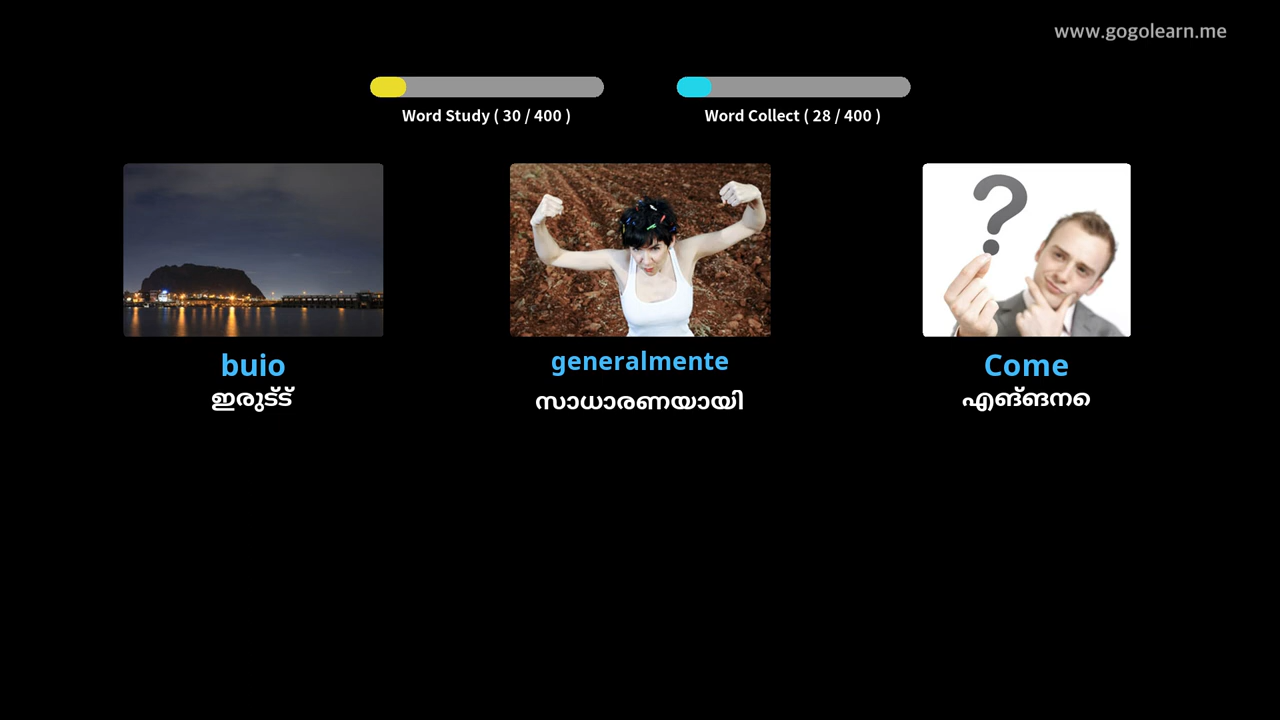 www.gogolearn.me
Word Study ( 30 / 400 )
Word Collect ( 28 / 400 )
buio
generalmente
Come
ഇരുട്ട്
സാധാരണയായി
എങ്ങനെ